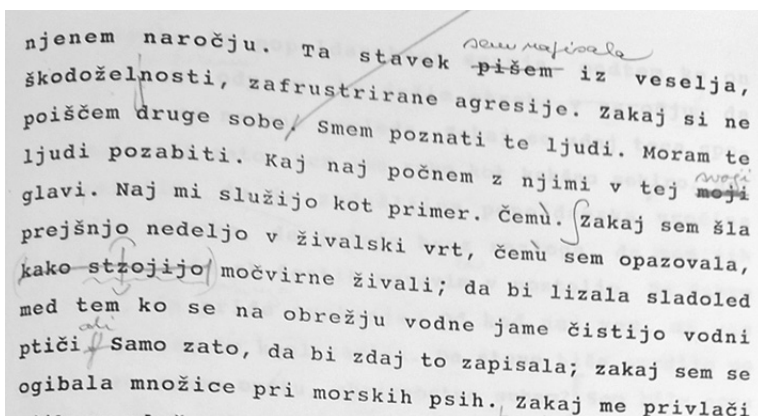 njenem naročju. Ta stavek pišem iz veselja,
sem napisala
škodoželnosti, zafrustrirane agresije. Zakaj si ne
poiščem druge sobe. Smem poznati te ljudi. Moram te
ljudi pozabiti. Kaj naj počnem z njimi v tej moji
svoji
glavi. Naj mi služijo kot primer. Čemù. Zakaj sem šla
prejšnjo nedeljo v živalski vrt, čemù sem opazovala,
kako stzojijo močvirne živali; da bi lizala sladoled
med tem ko se na obrežju vodne jame čistijo vodni
ali
ptiči Samo zato, da bi zdaj to zapisala; zakaj sem se
ogibala množice pri morskih psih. Zakaj me privlači